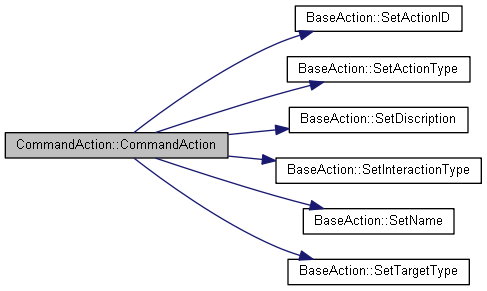 BaseAction::SetActionID
BaseAction::SetActionType
BaseAction::SetDiscription
CommandAction::CommandAction
BaseAction::SetInteractionType
BaseAction::SetName
BaseAction::SetTargetType